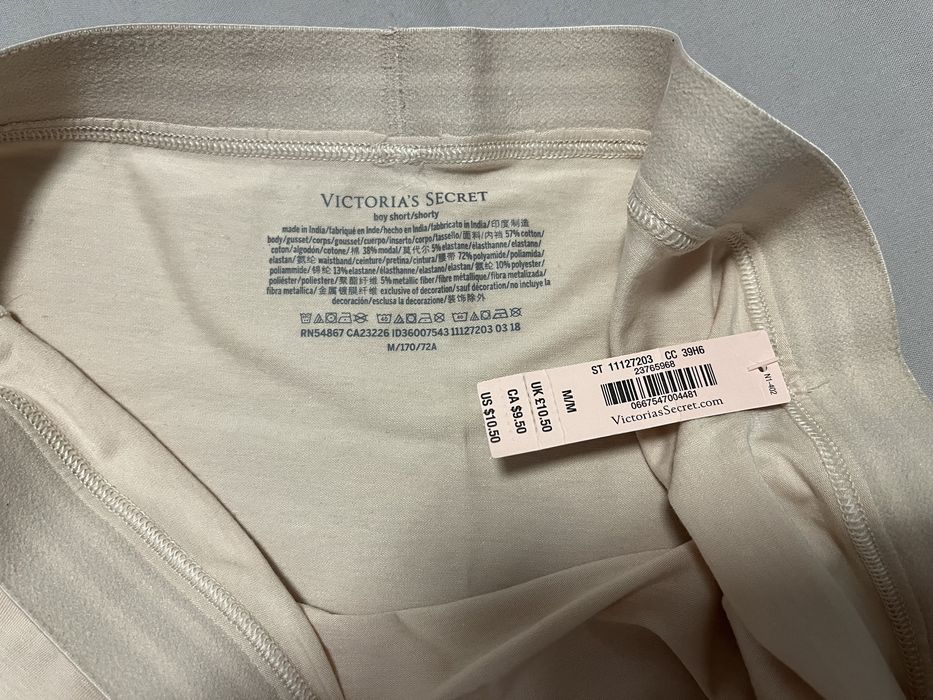 VICTORIA'S SECRET
boy short/shorty
made in India/fabriqué en Inde/hecho en India/fabbricato in India/印度制造
body/gusset/corps/gousset/cuerpo/inserto/corpo/tassello/面料/内裆 57% cotton/
coton/algodón/cotone/棉 38% modal/莫代尔 5% elastane/élasthanne/elastano/
elastan/氨纶 waistband/ceinture/pretina/cintura/腰带 72% polyamide/poliamida/
poliammide/锦纶 13% elastane/élasthanne/elastano/elastan/氨纶 10% polyester/
poliéster/poliestere/聚酯纤维 5% metallic fiber/fibre métallique/fibra metalizada/
fibra metallica/金属镀膜纤维 exclusive of decoration/sauf décoration/no incluye la
decoración/esclusa la decorazione/装饰除外
RN54867 CA23226 ID36007543 11127203 03 18
M/170/72A
ST 11127203 CC 39H6
23765968
0667547004481
VictoriasSecret.com
M/M
UK £10.50
CA $9.50
US $10.50
N1-402